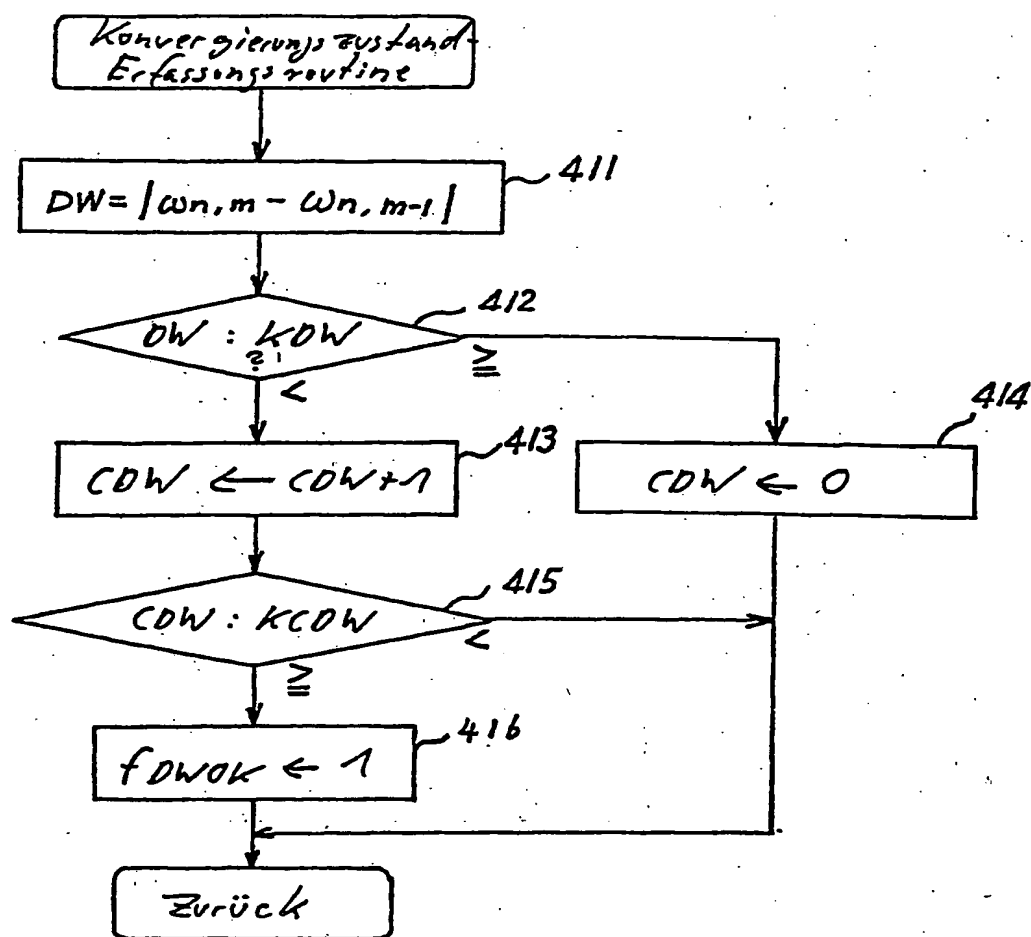 Konvergierungszustand-
Erfassungsroutine
411
DW = |ωn,m - ωn,m-1|
412
DW : KDW
?
≧
<
414
413
CDW ← CDW+1
CDW ← 0
415
CDW : KCDW
<
≧
416
fDWOK ← 1
Zurück